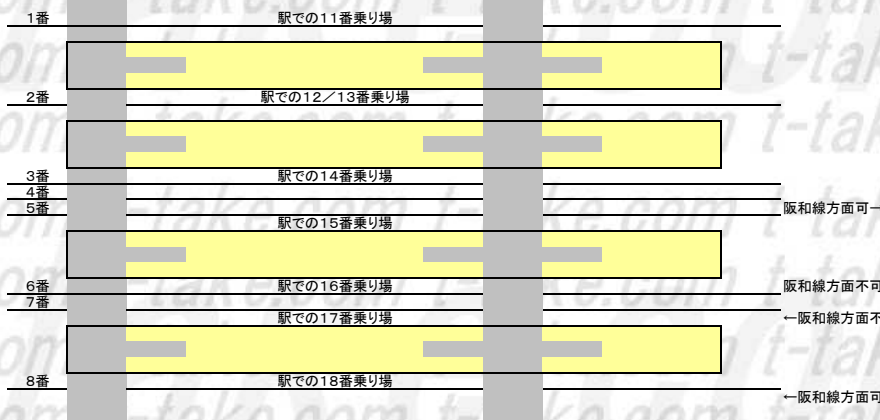 1番 駅での11番乗り場
2番 駅での12／13番乗り場
3番 駅での14番乗り場
4番
5番 阪和線方面可
駅での15番乗り場
6番 駅での16番乗り場 阪和線方面不可
7番
駅での17番乗り場 ←阪和線方面不
8番 駅での18番乗り場
←阪和線方面可
t-take.com